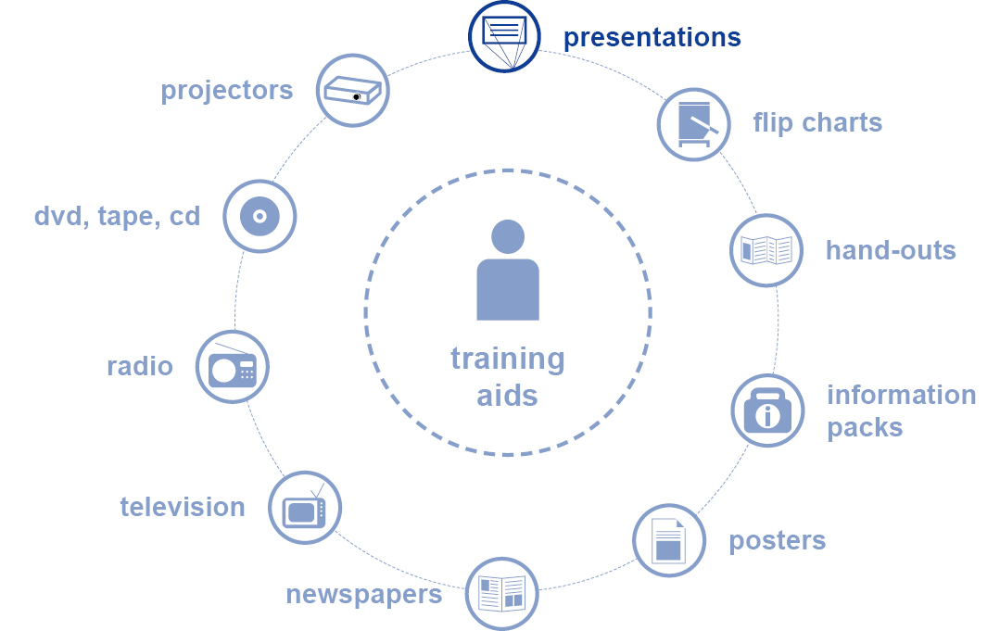 presentations
projectors
flip charts
dvd, tape, cd
hand-outs
training
aids
radio
information
packs
television
posters
newspapers